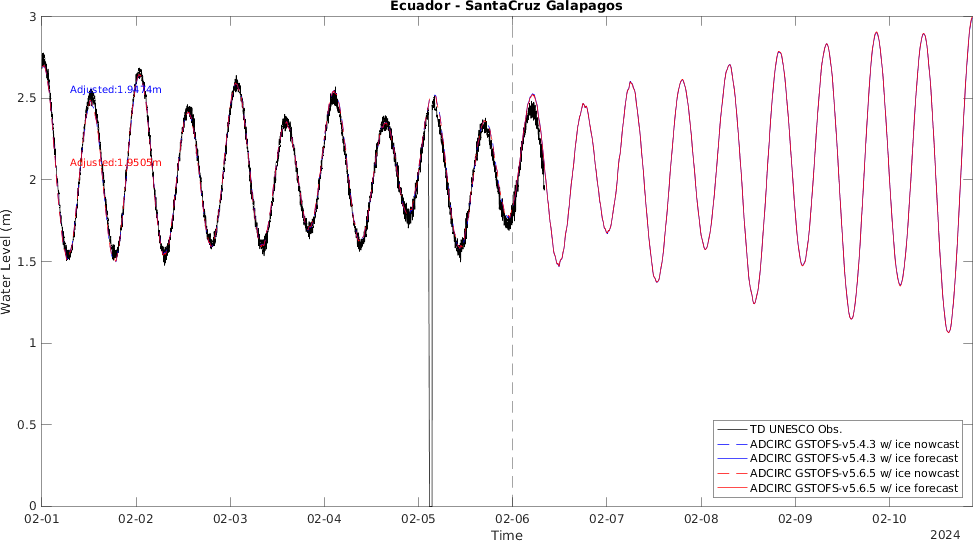 Ecuador - SantaCruz Galapagos
3
2.5
2
1.5
1
0.5
0
Water Level (m)
Adjusted:1.9474m
Adjusted:1.9505m
TD UNESCO Obs.
ADCIRC GSTOFS-v5.4.3 w/ ice nowcast
ADCIRC GSTOFS-v5.4.3 w/ ice forecast
ADCIRC GSTOFS-v5.6.5 w/ ice nowcast
ADCIRC GSTOFS-v5.6.5 w/ ice forecast
02-01 02-02 02-03 02-04 02-05 02-06 02-07 02-08 02-09 02-10
Time
2024